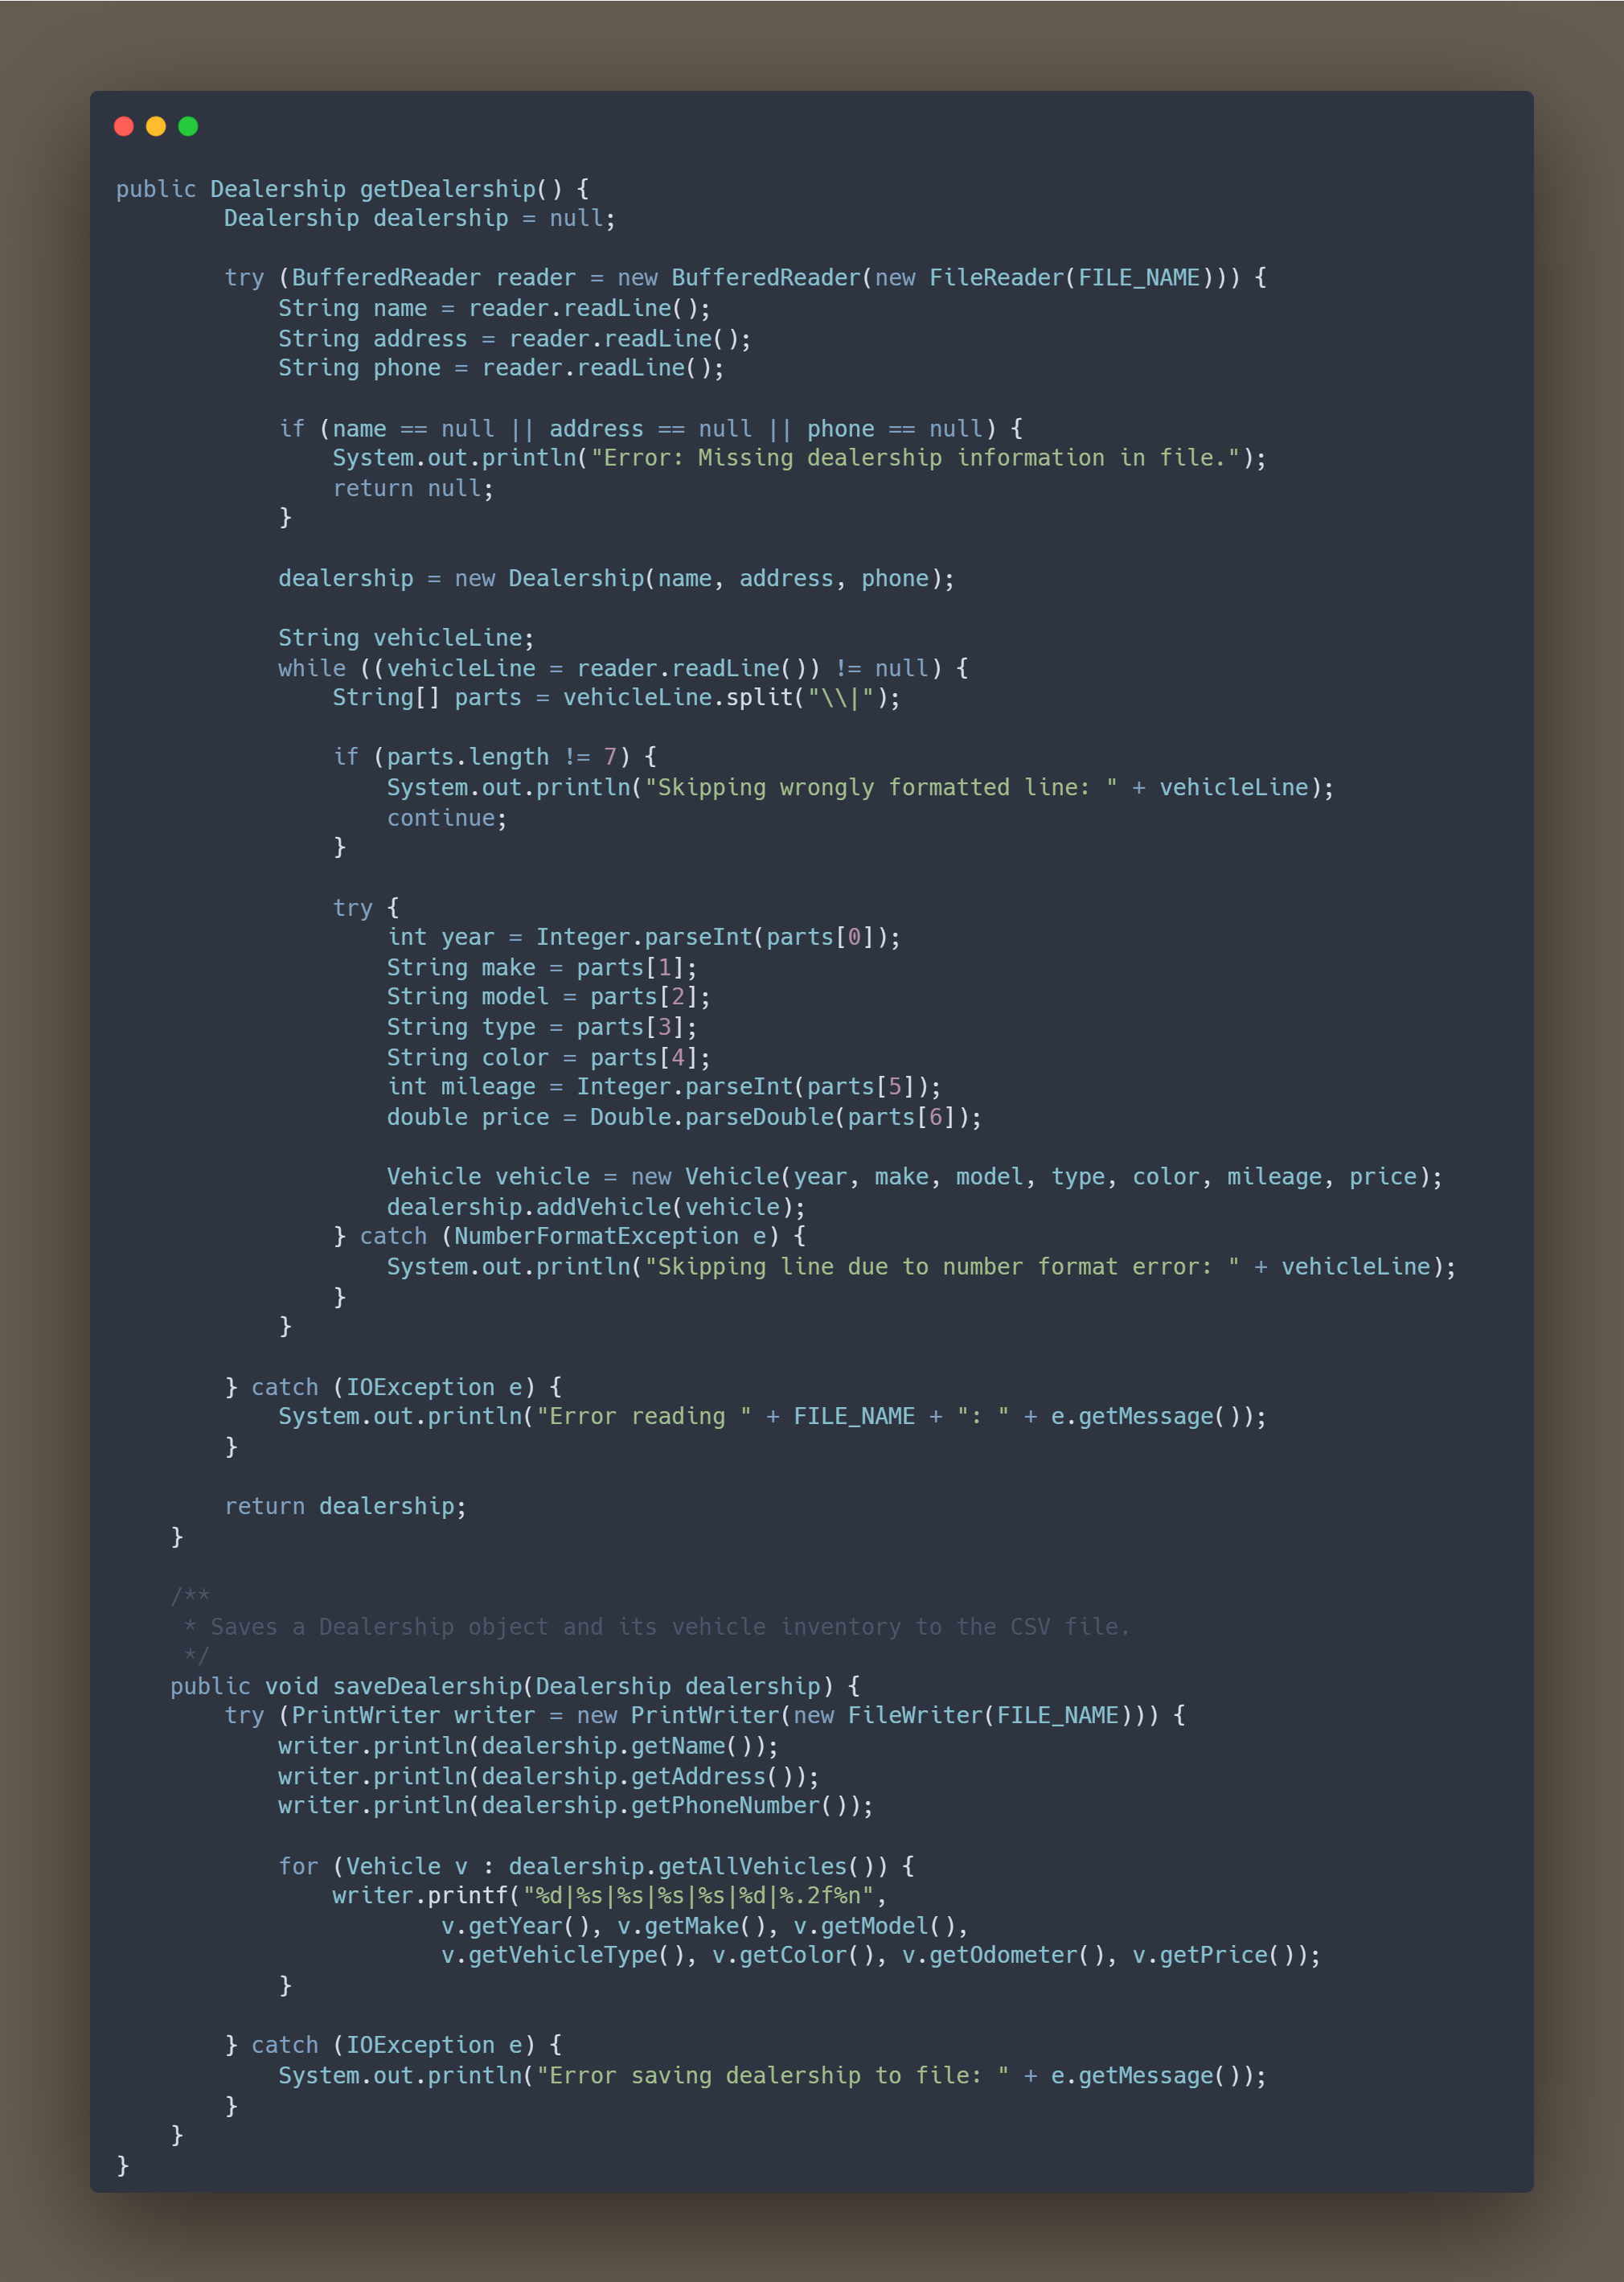 public Dealership getDealership() {
        Dealership dealership = null;

        try (BufferedReader reader = new BufferedReader(new FileReader(FILE_NAME))) {
            String name = reader.readLine();
            String address = reader.readLine();
            String phone = reader.readLine();

            if (name == null || address == null || phone == null) {
                System.out.println("Error: Missing dealership information in file.");
                return null;
            }

            dealership = new Dealership(name, address, phone);

            String vehicleLine;
            while ((vehicleLine = reader.readLine()) != null) {
                String[] parts = vehicleLine.split("\\|");

                if (parts.length != 7) {
                    System.out.println("Skipping wrongly formatted line: " + vehicleLine);
                    continue;
                }

                try {
                    int year = Integer.parseInt(parts[0]);
                    String make = parts[1];
                    String model = parts[2];
                    String type = parts[3];
                    String color = parts[4];
                    int mileage = Integer.parseInt(parts[5]);
                    double price = Double.parseDouble(parts[6]);

                    Vehicle vehicle = new Vehicle(year, make, model, type, color, mileage, price);
                    dealership.addVehicle(vehicle);
                } catch (NumberFormatException e) {
                    System.out.println("Skipping line due to number format error: " + vehicleLine);
                }
            }

        } catch (IOException e) {
            System.out.println("Error reading " + FILE_NAME + ": " + e.getMessage());
        }

        return dealership;
    }

    /**
     * Saves a Dealership object and its vehicle inventory to the CSV file.
     */
    public void saveDealership(Dealership dealership) {
        try (PrintWriter writer = new PrintWriter(new FileWriter(FILE_NAME))) {
            writer.println(dealership.getName());
            writer.println(dealership.getAddress());
            writer.println(dealership.getPhoneNumber());

            for (Vehicle v : dealership.getAllVehicles()) {
                writer.printf("%d|%s|%s|%s|%s|%d|%.2f%n",
                        v.getYear(), v.getMake(), v.getModel(),
                        v.getVehicleType(), v.getColor(), v.getOdometer(), v.getPrice());
            }

        } catch (IOException e) {
            System.out.println("Error saving dealership to file: " + e.getMessage());
        }
    }
}